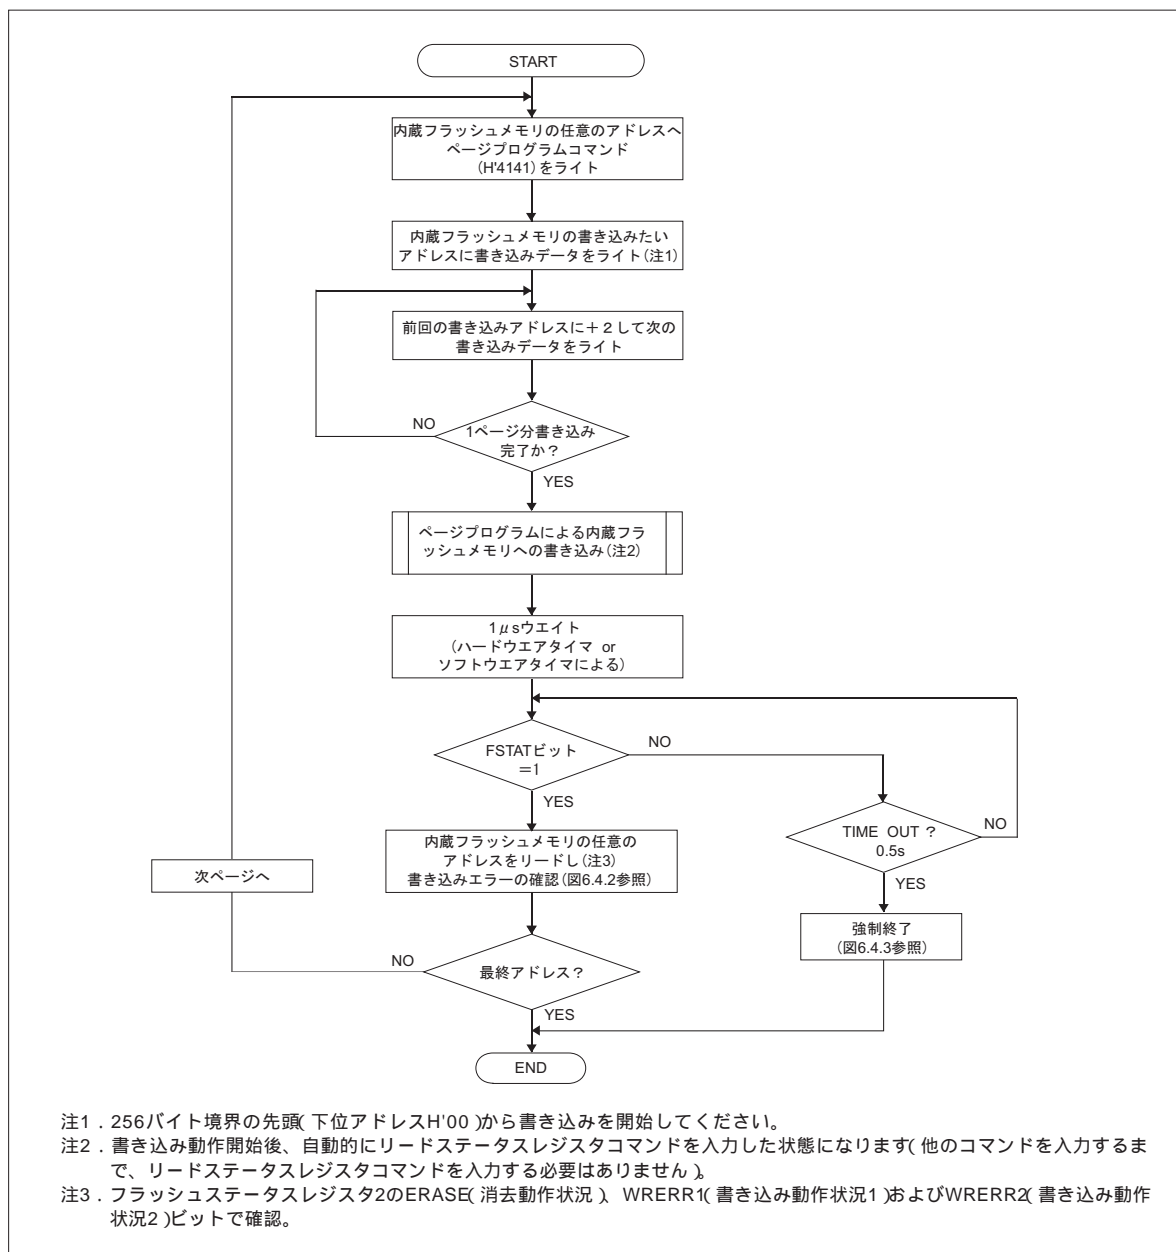 START
内蔵フラッシュメモリの任意のアドレスへ
ページプログラムコマンド
(H'4141)をライト
内蔵フラッシュメモリの書き込みたい
アドレスに書き込みデータをライト(注1)
前回の書き込みアドレスに＋２して次の
書き込みデータをライト
NO
1ページ分書き込み
完了か？
YES
ページプログラムによる内蔵フラ
ッシュメモリへの書き込み(注2)
1μsウエイト
(ハードウエアタイマ or
ソフトウエアタイマによる)
FSTATビット
＝1
NO
YES
TIME OUT ？
0.5s
NO
YES
内蔵フラッシュメモリの任意の
アドレスをリードし(注3)
書き込みエラーの確認(図6.4.2参照)
次ページへ
強制終了
(図6.4.3参照)
NO
最終アドレス？
YES
END
注1．256バイト境界の先頭( 下位アドレスH'00 )から書き込みを開始してください。
注2．書き込み動作開始後、自動的にリードステータスレジスタコマンドを入力した状態になります( 他のコマンドを入力するま
で、リードステータスレジスタコマンドを入力する必要はありません )。
注3．フラッシュステータスレジスタ2のERASE( 消去動作状況 )、WRERR1( 書き込み動作状況1 )およびWRERR2( 書き込み動作
状況2 )ビットで確認。